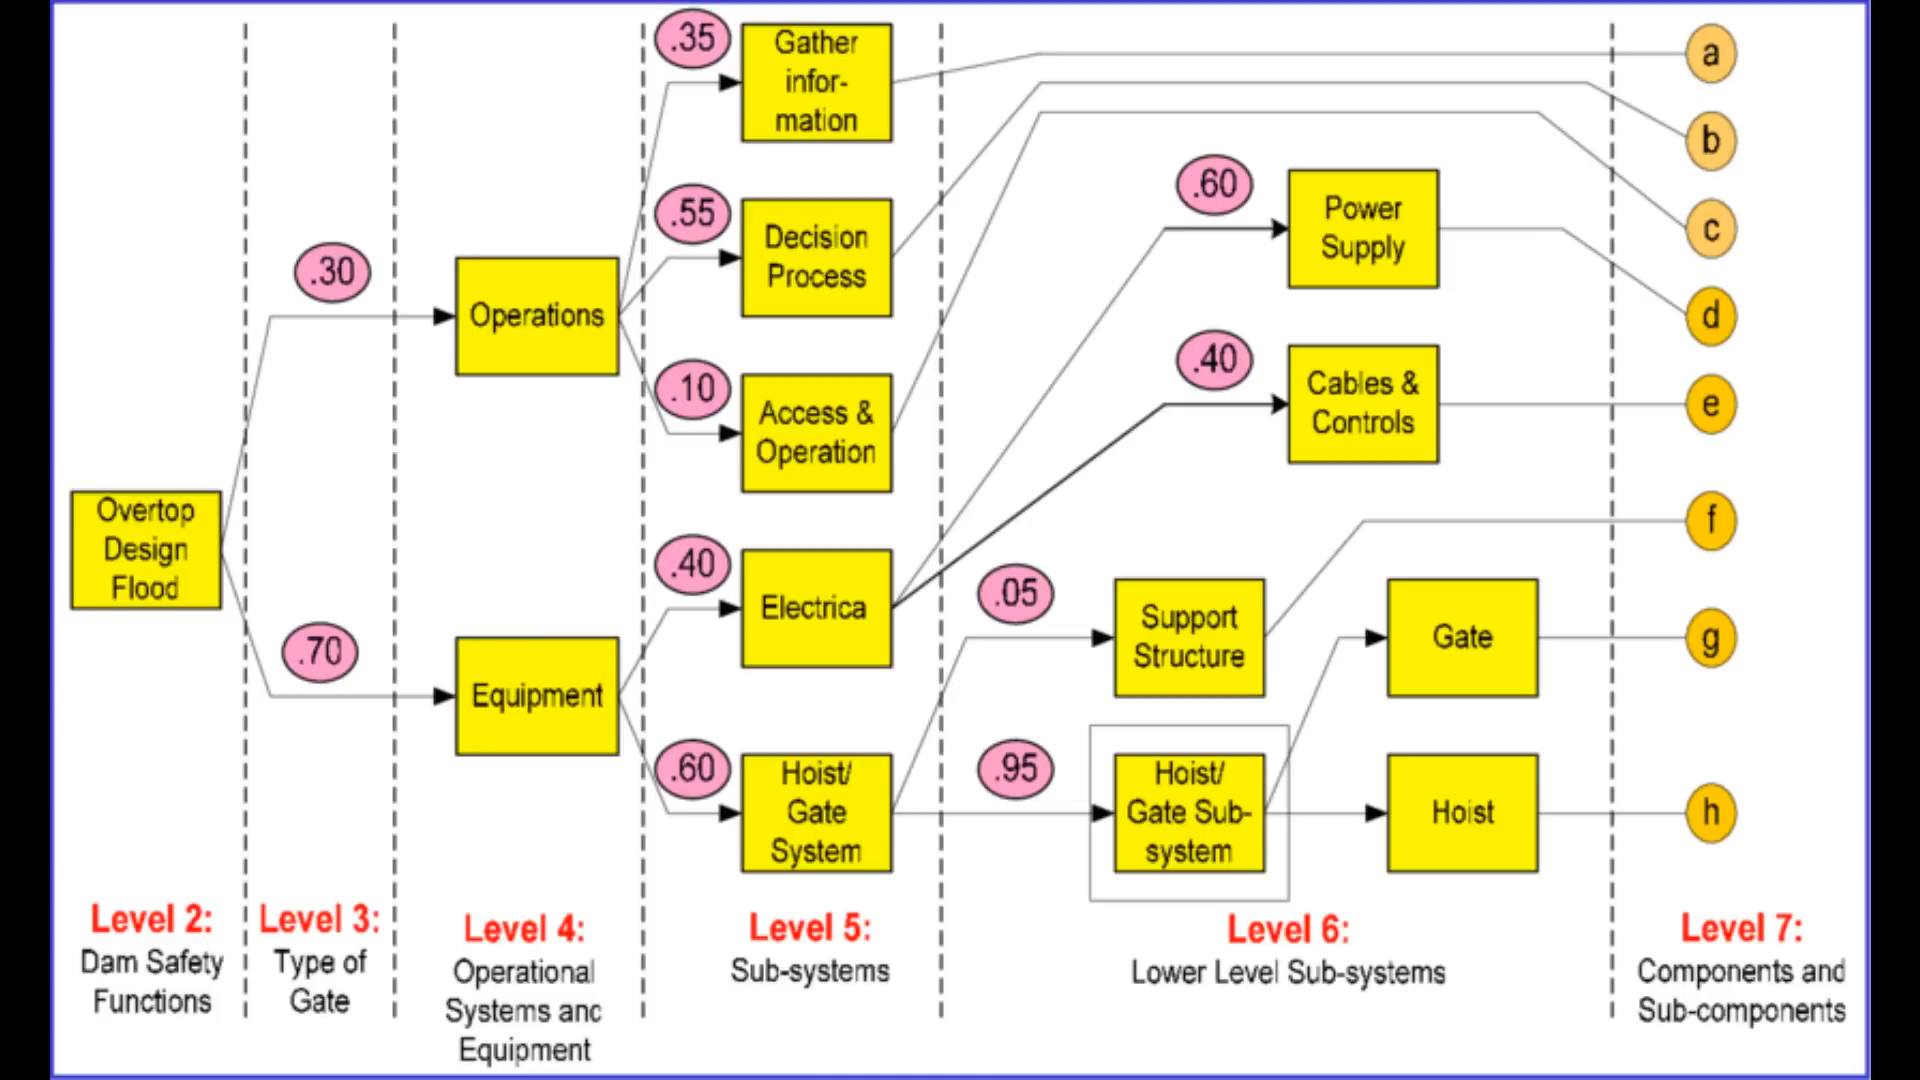 .35
Gather
infor-
mation
a
b
.60
Power
Supply
.55
Decision
Process
c
.30
Operations
d
.10
Access &
Operation
.40
Cables &
Controls
e
Overtop
Design
Flood
.40
Electrica
f
.05
Support
Structure
Gate
g
.70
Equipment
.60
Hoist/
Gate
System
.95
Hoist/
Gate Sub-
system
Hoist
h
Level 2:
Dam Safety
Functions
Level 3:
Type of
Gate
Level 4:
Operational
Systems anc
Equipment
Level 5:
Sub-systems
Level 6:
Lower Level Sub-systems
Level 7:
Components and
Sub-components